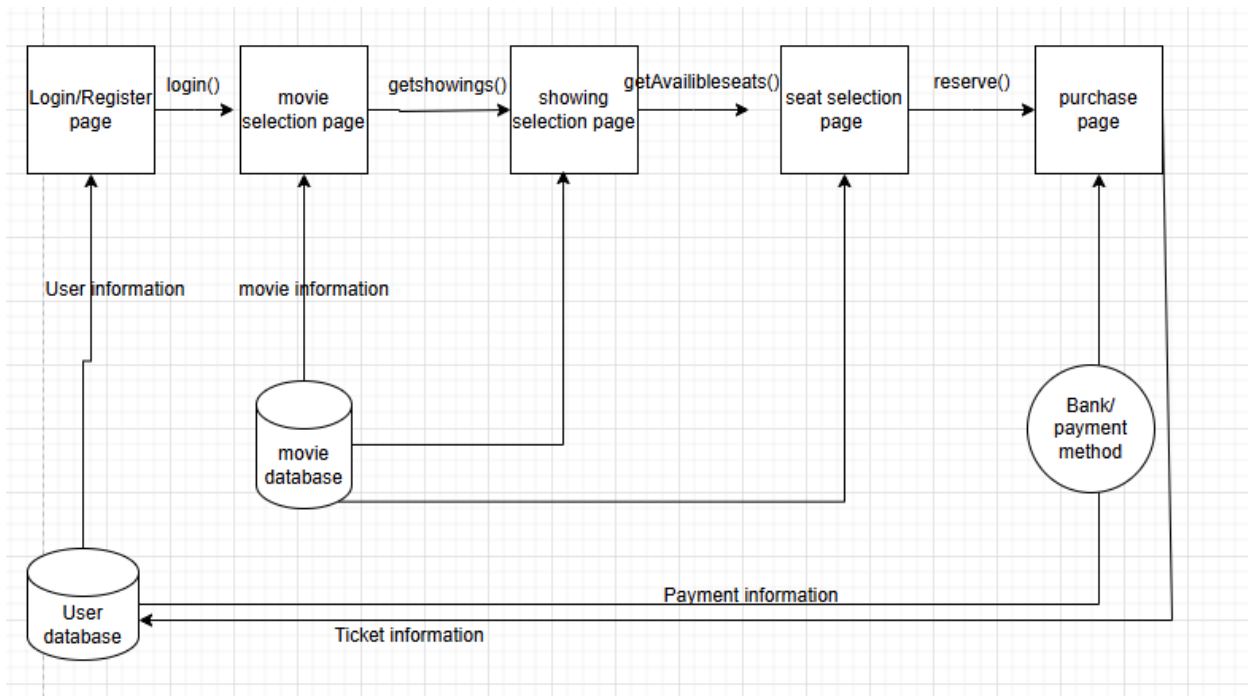 Login/Register
page
login()
movie
selection page
getshowings()
showing
selection page
getAvailibleseats()
seat selection
page
reserve()
purchase
page
User information
movie information
movie
database
Bank/
payment
method
User
database
Payment information
Ticket information